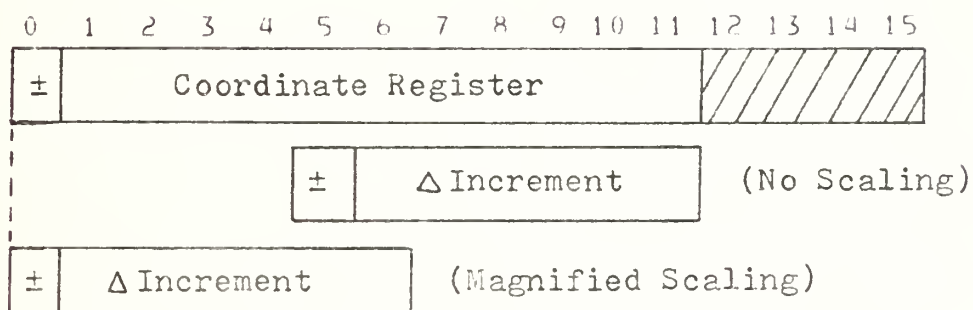 0 1 2 3 4 5 6 7 8 9 10 11 12 13 14 15
± Coordinate Register
± Δ Increment (No Scaling)
± Δ Increment (Magnified Scaling)